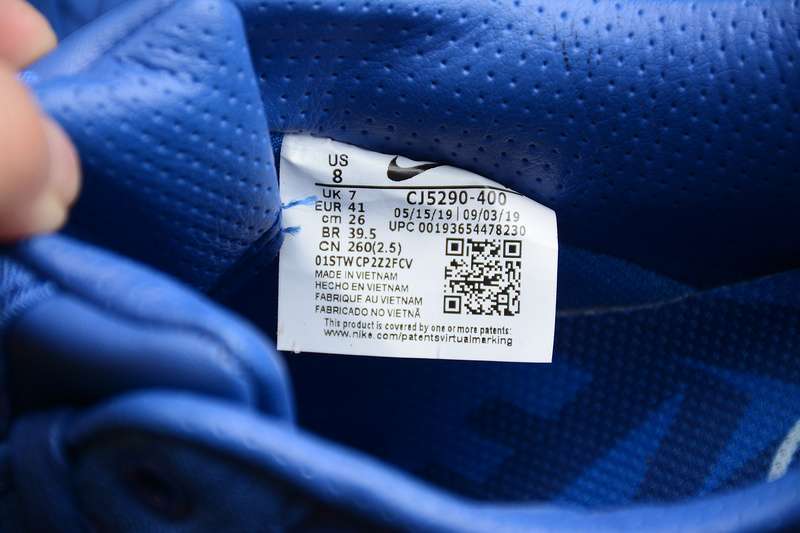 US
8
UK 7
EUR 41
cm 26
BR 39.5
CN 260(2.5)
CJ5290-400
05/15/19 | 09/03/19
UPC 00193654478230
01STW CP2Z2FCV
MADE IN VIETNAM
HECHO EN VIETNAM
FABRIQUE AU VIETNAM
FABRICADO NO VIETNÃ
This product is covered by one or more patents:
www.nike.com/patentsvirtualmarking